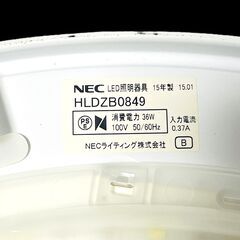 NEC LED照明器具 15年製 15.01
HLDZB0849
PS E 消費電力 36W 入力電流
100V 50/60Hz 0.37A
NECライティング株式会社 B